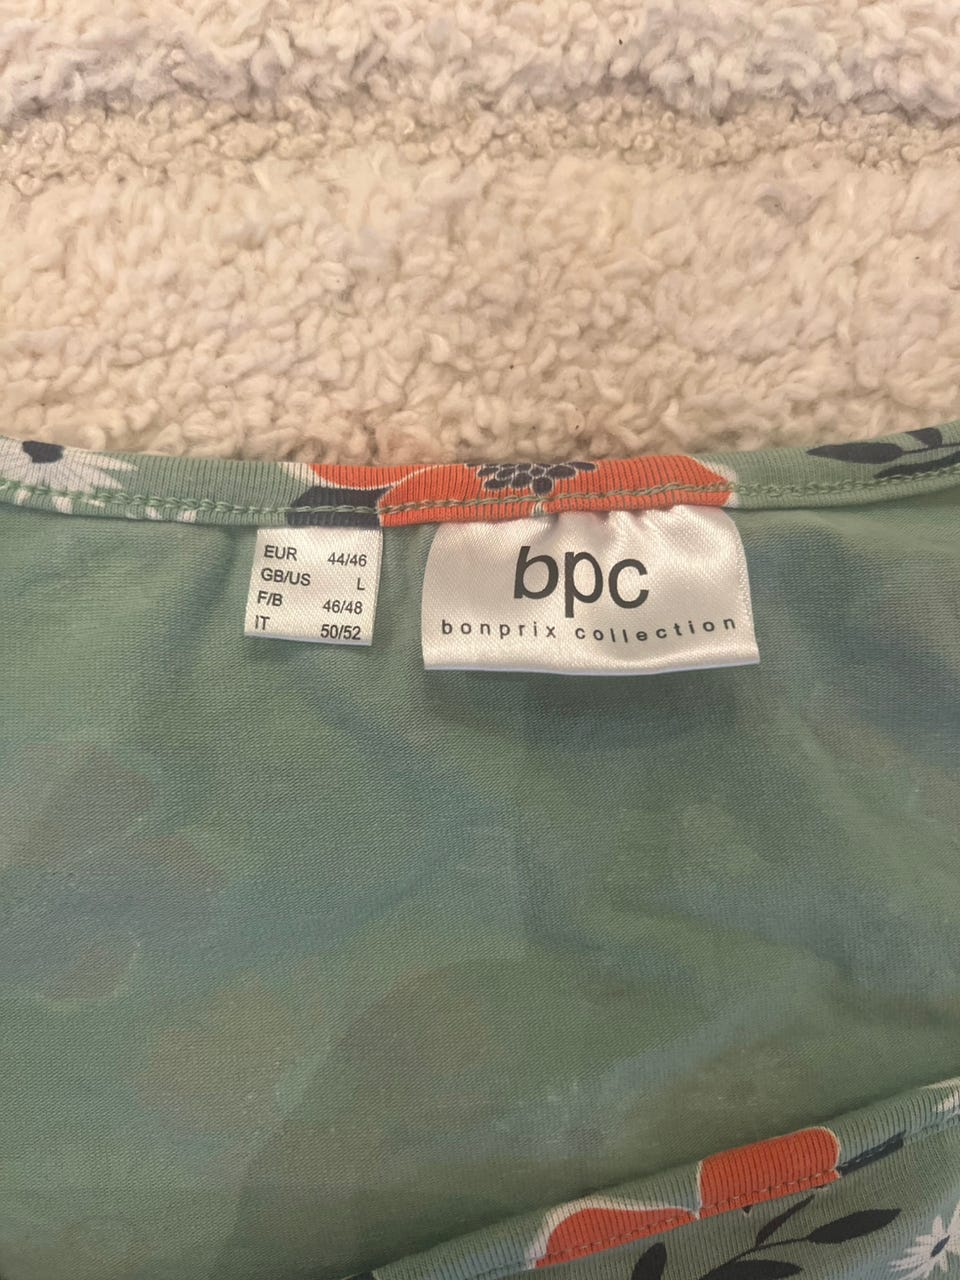 EUR 44/46
GB/US L
F/B 46/48
IT 50/52
bpc
bonprix collection